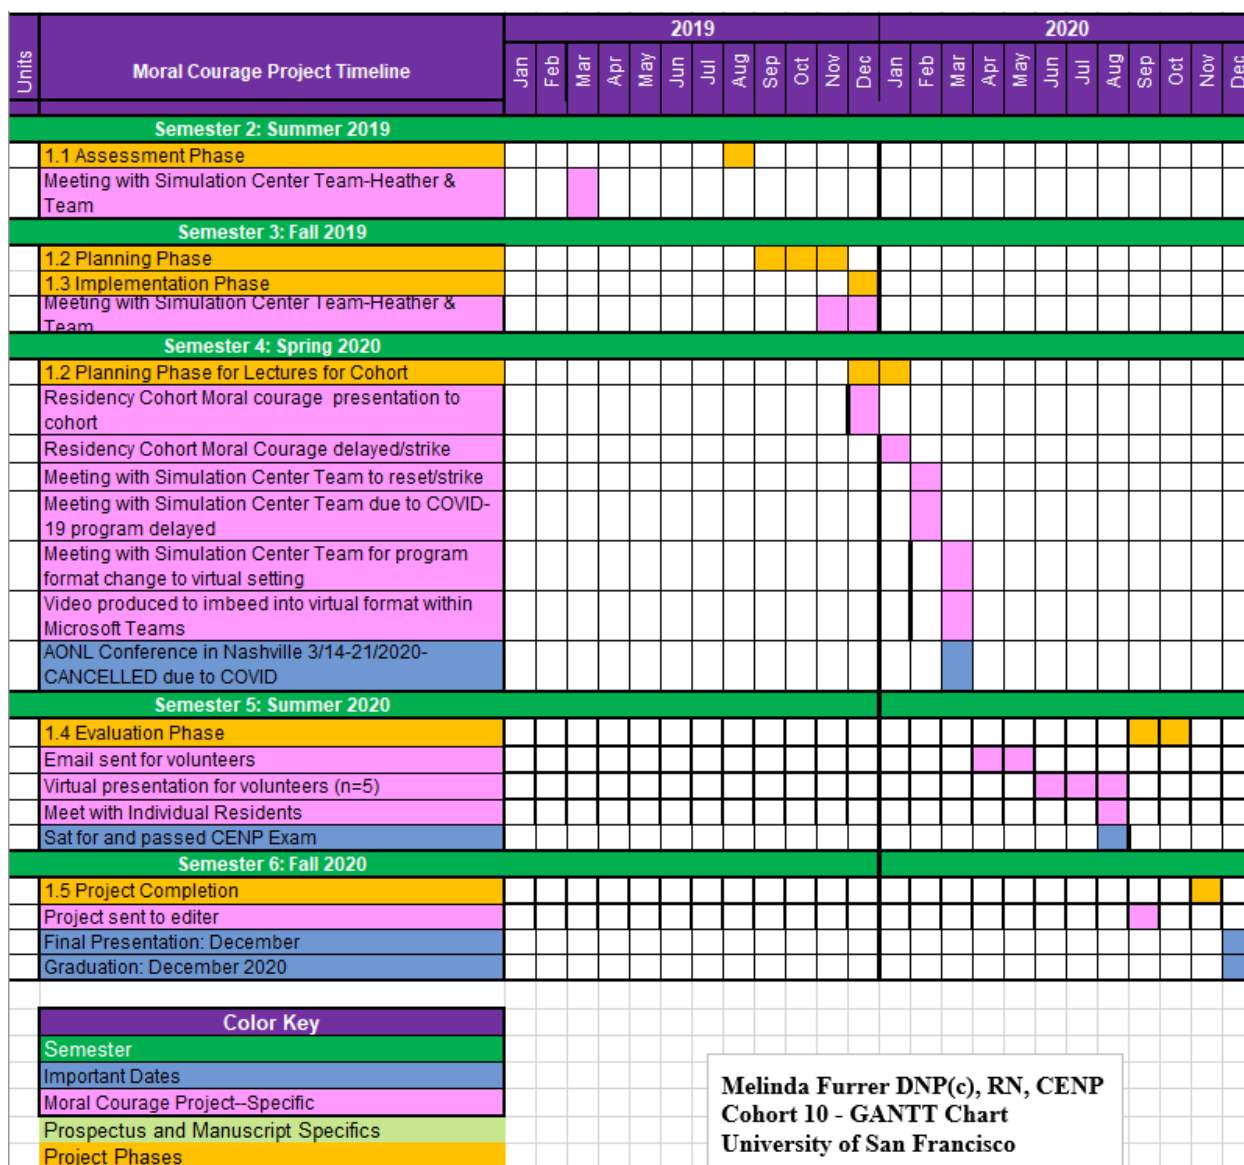 2019
2020
Units
Moral Courage Project Timeline
Jan Feb Mar Apr May Jun Jul Aug Sep Oct Nov Dec Jan Feb Mar Apr May Jun Jul Aug Sep Oct Nov Dec
Semester 2: Summer 2019
1.1 Assessment Phase
Meeting with Simulation Center Team-Heather &
Team
Semester 3: Fall 2019
1.2 Planning Phase
1.3 Implementation Phase
Meeting with Simulation Center Team-Heather &
Team
Semester 4: Spring 2020
1.2 Planning Phase for Lectures for Cohort
Residency Cohort Moral courage presentation to
cohort
Residency Cohort Moral Courage delayed/strike
Meeting with Simulation Center Team to reset/strike
Meeting with Simulation Center Team due to COVID-
19 program delayed
Meeting with Simulation Center Team for program
format change to virtual setting
Video produced to imbeed into virtual format within
Microsoft Teams
AONL Conference in Nashville 3/14-21/2020-
CANCELLED due to COVID
Semester 5: Summer 2020
1.4 Evaluation Phase
Email sent for volunteers
Virtual presentation for volunteers (n=5)
Meet with Individual Residents
Sat for and passed CENP Exam
Semester 6: Fall 2020
1.5 Project Completion
Project sent to editer
Final Presentation: December
Graduation: December 2020
Color Key
Semester
Important Dates
Moral Courage Project--Specific
Prospectus and Manuscript Specifics
Project Phases
Melinda Furrer DNP(c), RN, CENP
Cohort 10 - GANTT Chart
University of San Francisco